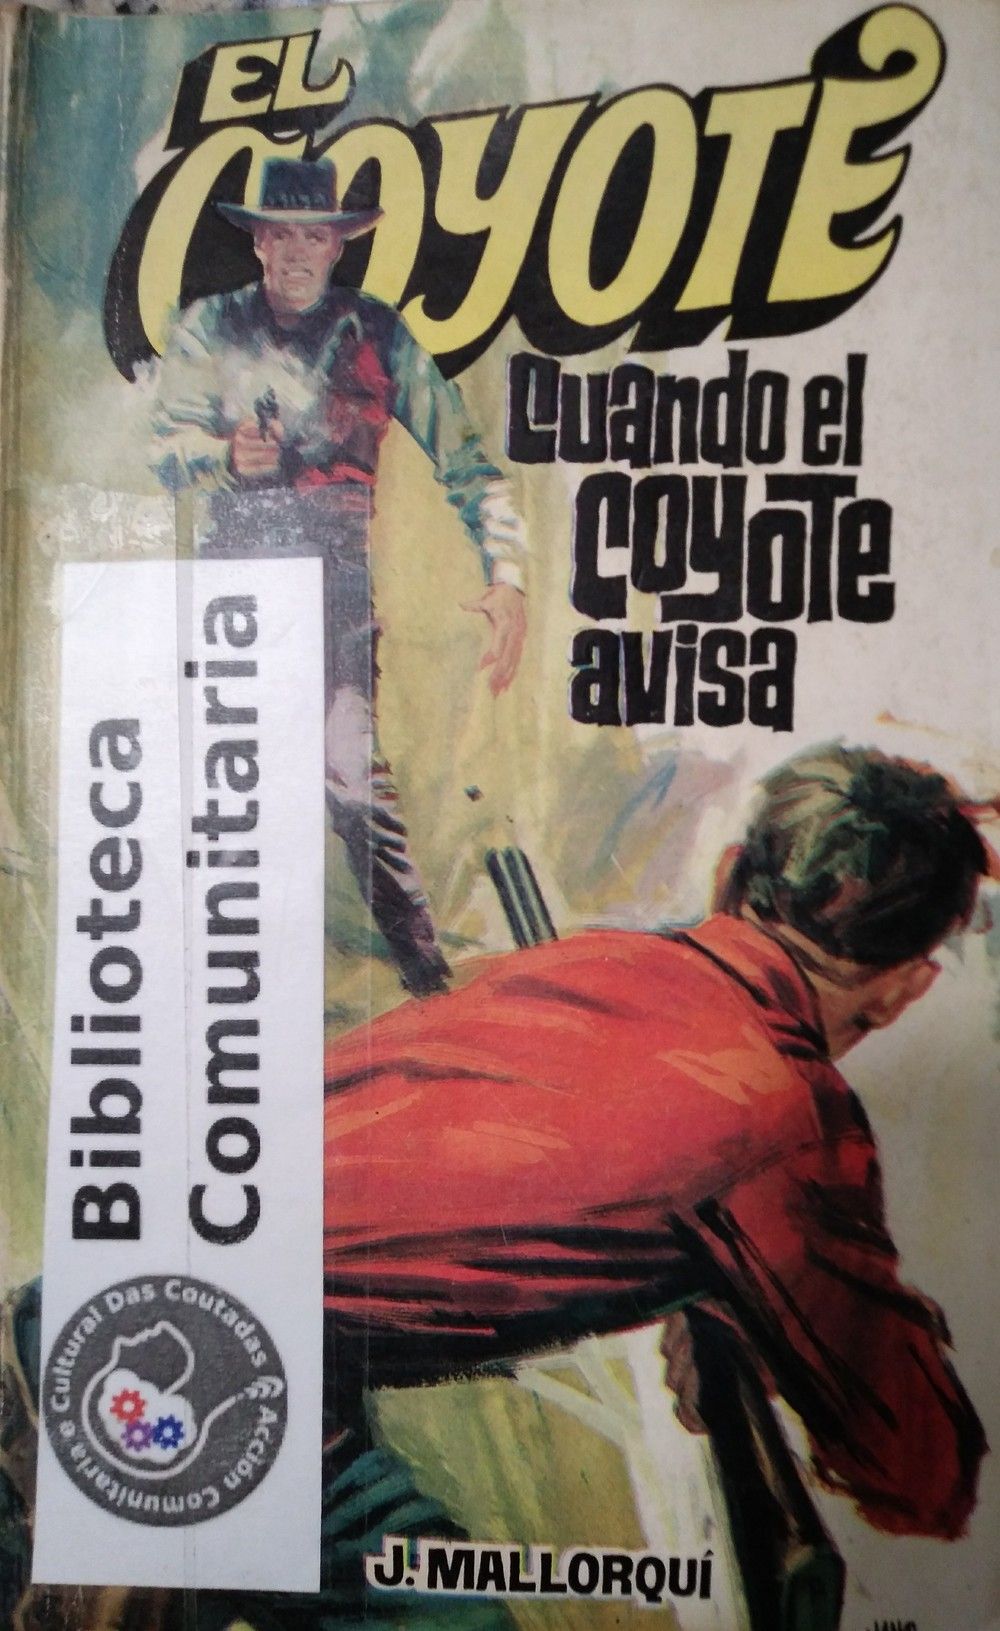 EL
COYOTE
Cuando el
COYOTE
avisa
Biblioteca
Comunitaria
Acción Comunitaria e Cultural Das Coutadas
J. MALLORQUÍ